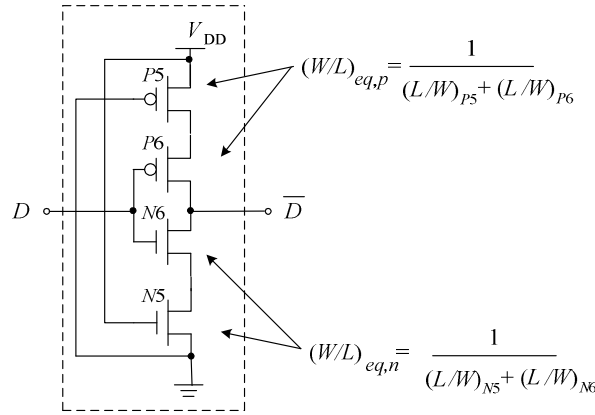 V_DD
P5
(W/L)_eq,p = 1 / ((L/W)_P5 + (L/W)_P6)
P6
D
N6
D̅
N5
(W/L)_eq,n = 1 / ((L/W)_N5 + (L/W)_N6)